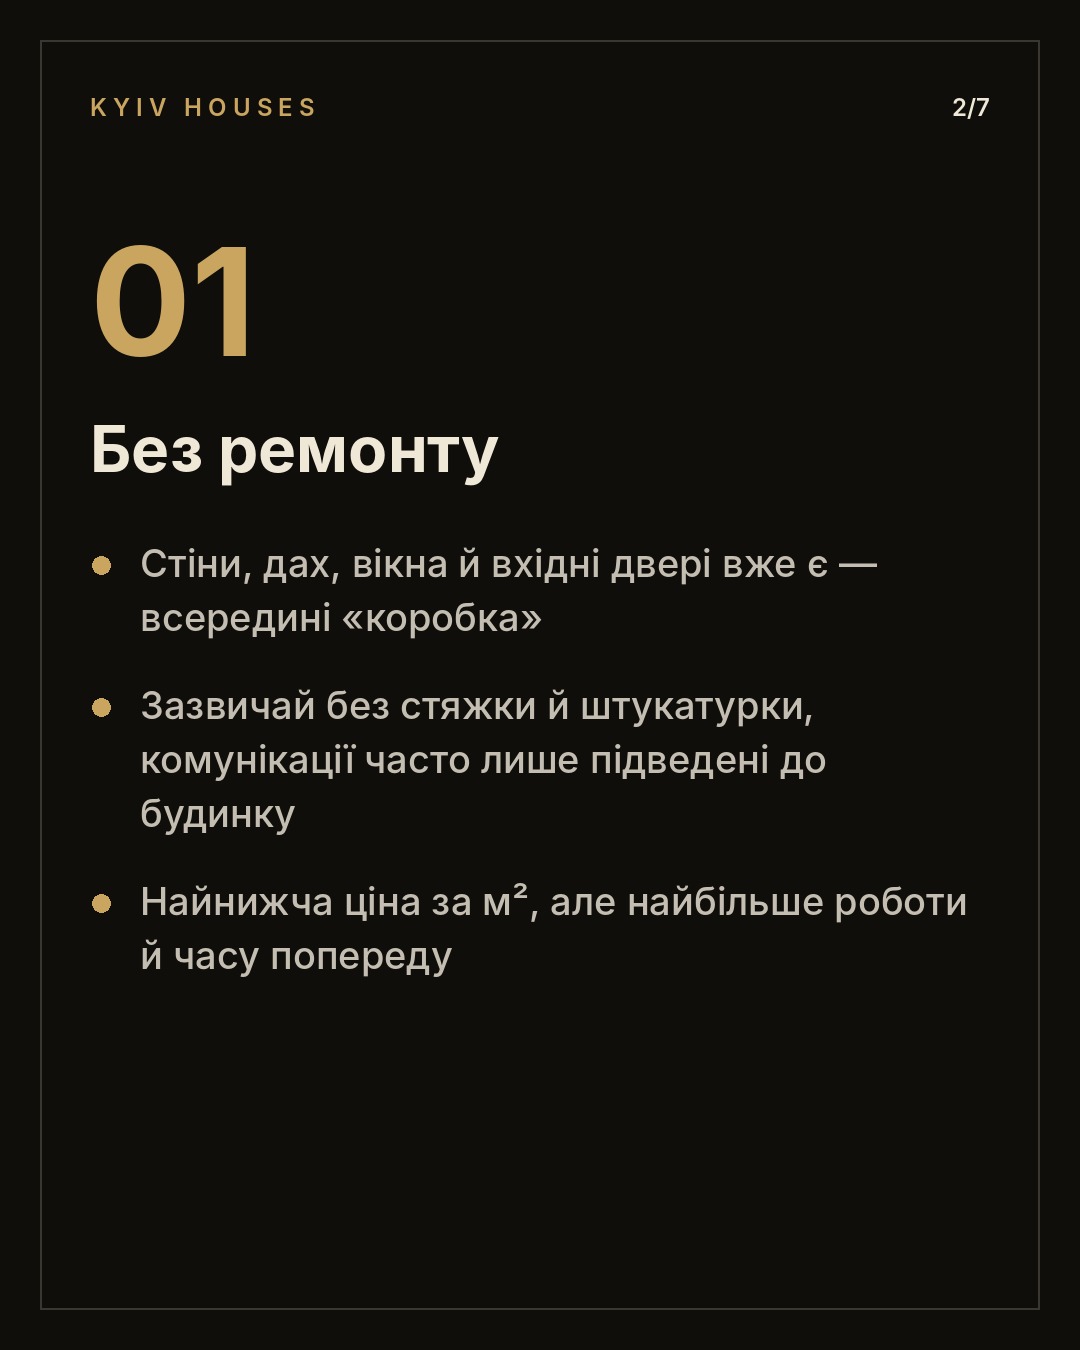 KYIV HOUSES
2/7
01
Без ремонту
Стіни, дах, вікна й вхідні двері вже є —
всередині «коробка»
Зазвичай без стяжки й штукатурки,
комунікації часто лише підведені до
будинку
Найнижча ціна за м², але найбільше роботи
й часу попереду